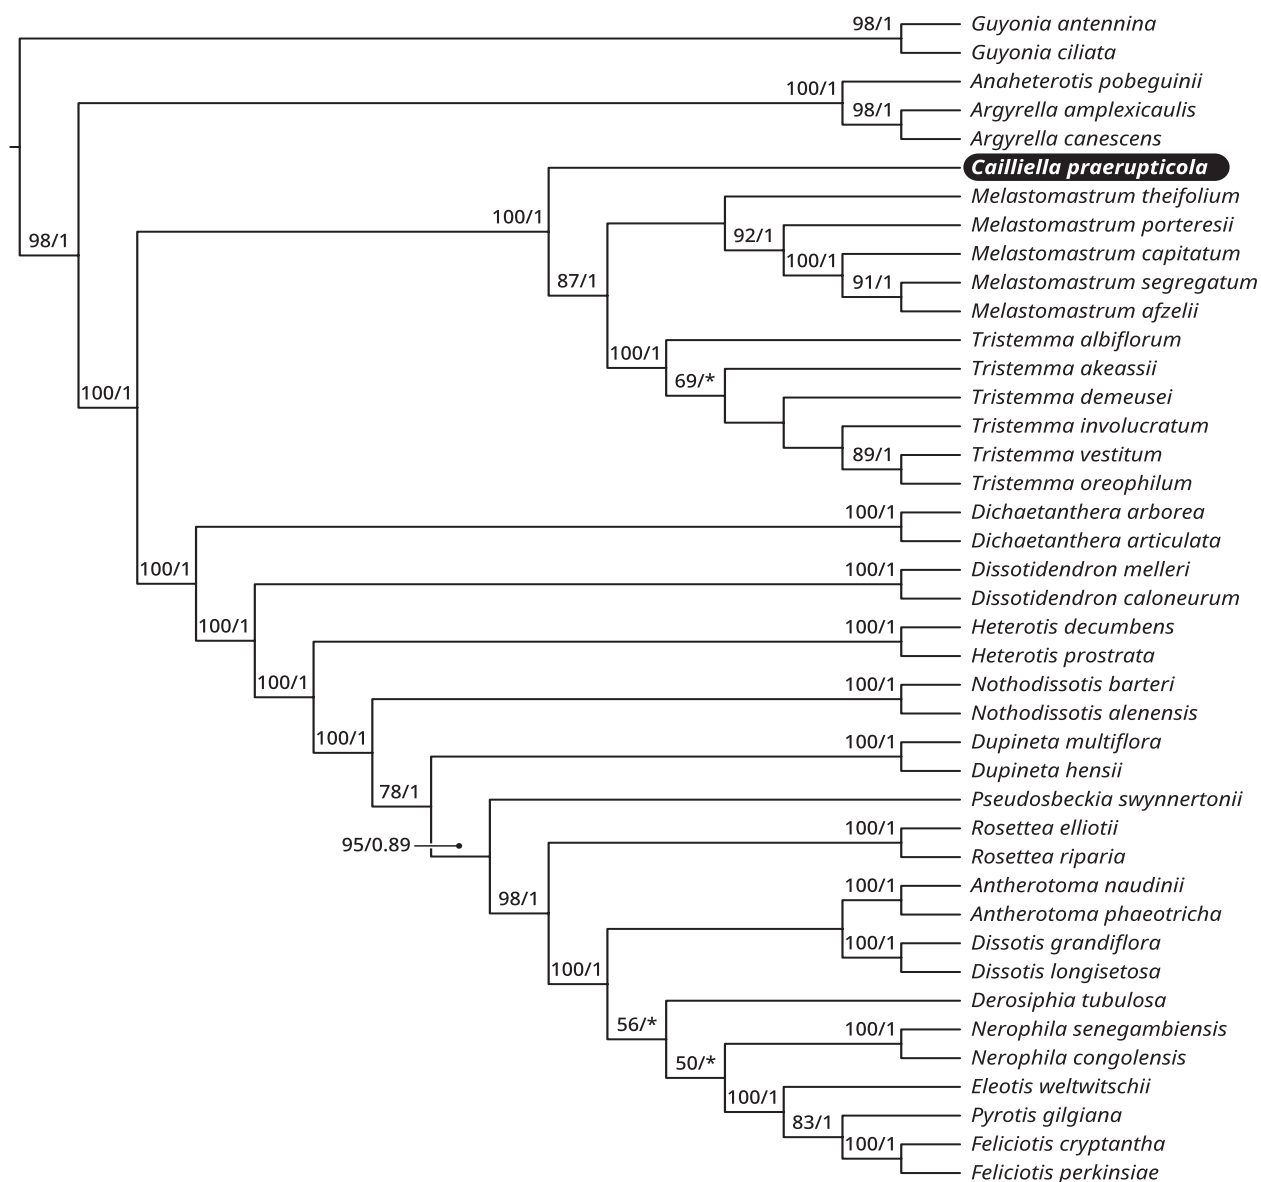 98/1
Guyonia antennina
Guyonia ciliata
100/1
Anaheterotis pobeguinii
98/1
Argyrella amplexicaulis
Argyrella canescens
Cailliella praerupticola
Melastomastrum theifolium
100/1
92/1
Melastomastrum porteresii
98/1
100/1
Melastomastrum capitatum
87/1
91/1
Melastomastrum segregatum
Melastomastrum afzelii
Tristemma albiflorum
100/1
Tristemma akeassii
69/*
100/1
Tristemma demeusei
Tristemma involucratum
89/1
Tristemma vestitum
Tristemma oreophilum
100/1
Dichaetanthera arborea
Dichaetanthera articulata
100/1
100/1
Dissotidendron melleri
Dissotidendron caloneurum
100/1
100/1
Heterotis decumbens
Heterotis prostrata
100/1
100/1
Nothodissotis barteri
Nothodissotis alenensis
100/1
100/1
Dupineta multiflora
Dupineta hensii
78/1
Pseudosbeckia swynnertonii
100/1
Rosettea elliotii
95/0.89
Rosettea riparia
100/1
Antherotoma naudinii
98/1
Antherotoma phaeotricha
100/1
Dissotis grandiflora
100/1
Dissotis longisetosa
Derosiphia tubulosa
56/*
100/1
Nerophila senegambiensis
50/*
Nerophila congolensis
100/1
Eleotis weltwitschii
83/1
Pyrotis gilgiana
100/1
Feliciotis cryptantha
Feliciotis perkinsiae